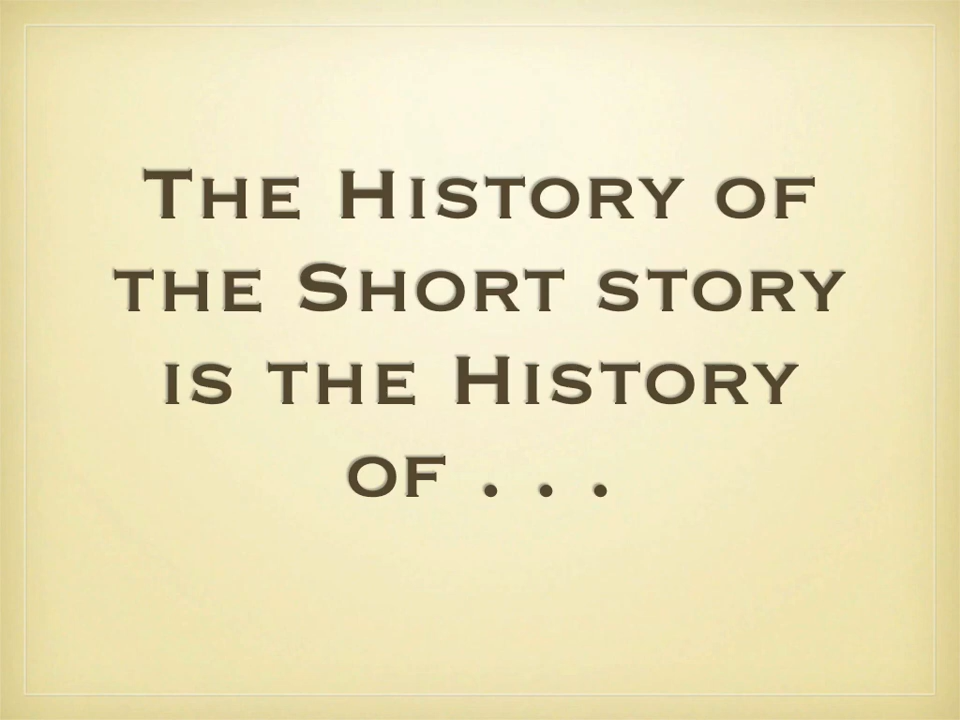 The History of
the Short story
is the History
of . . .